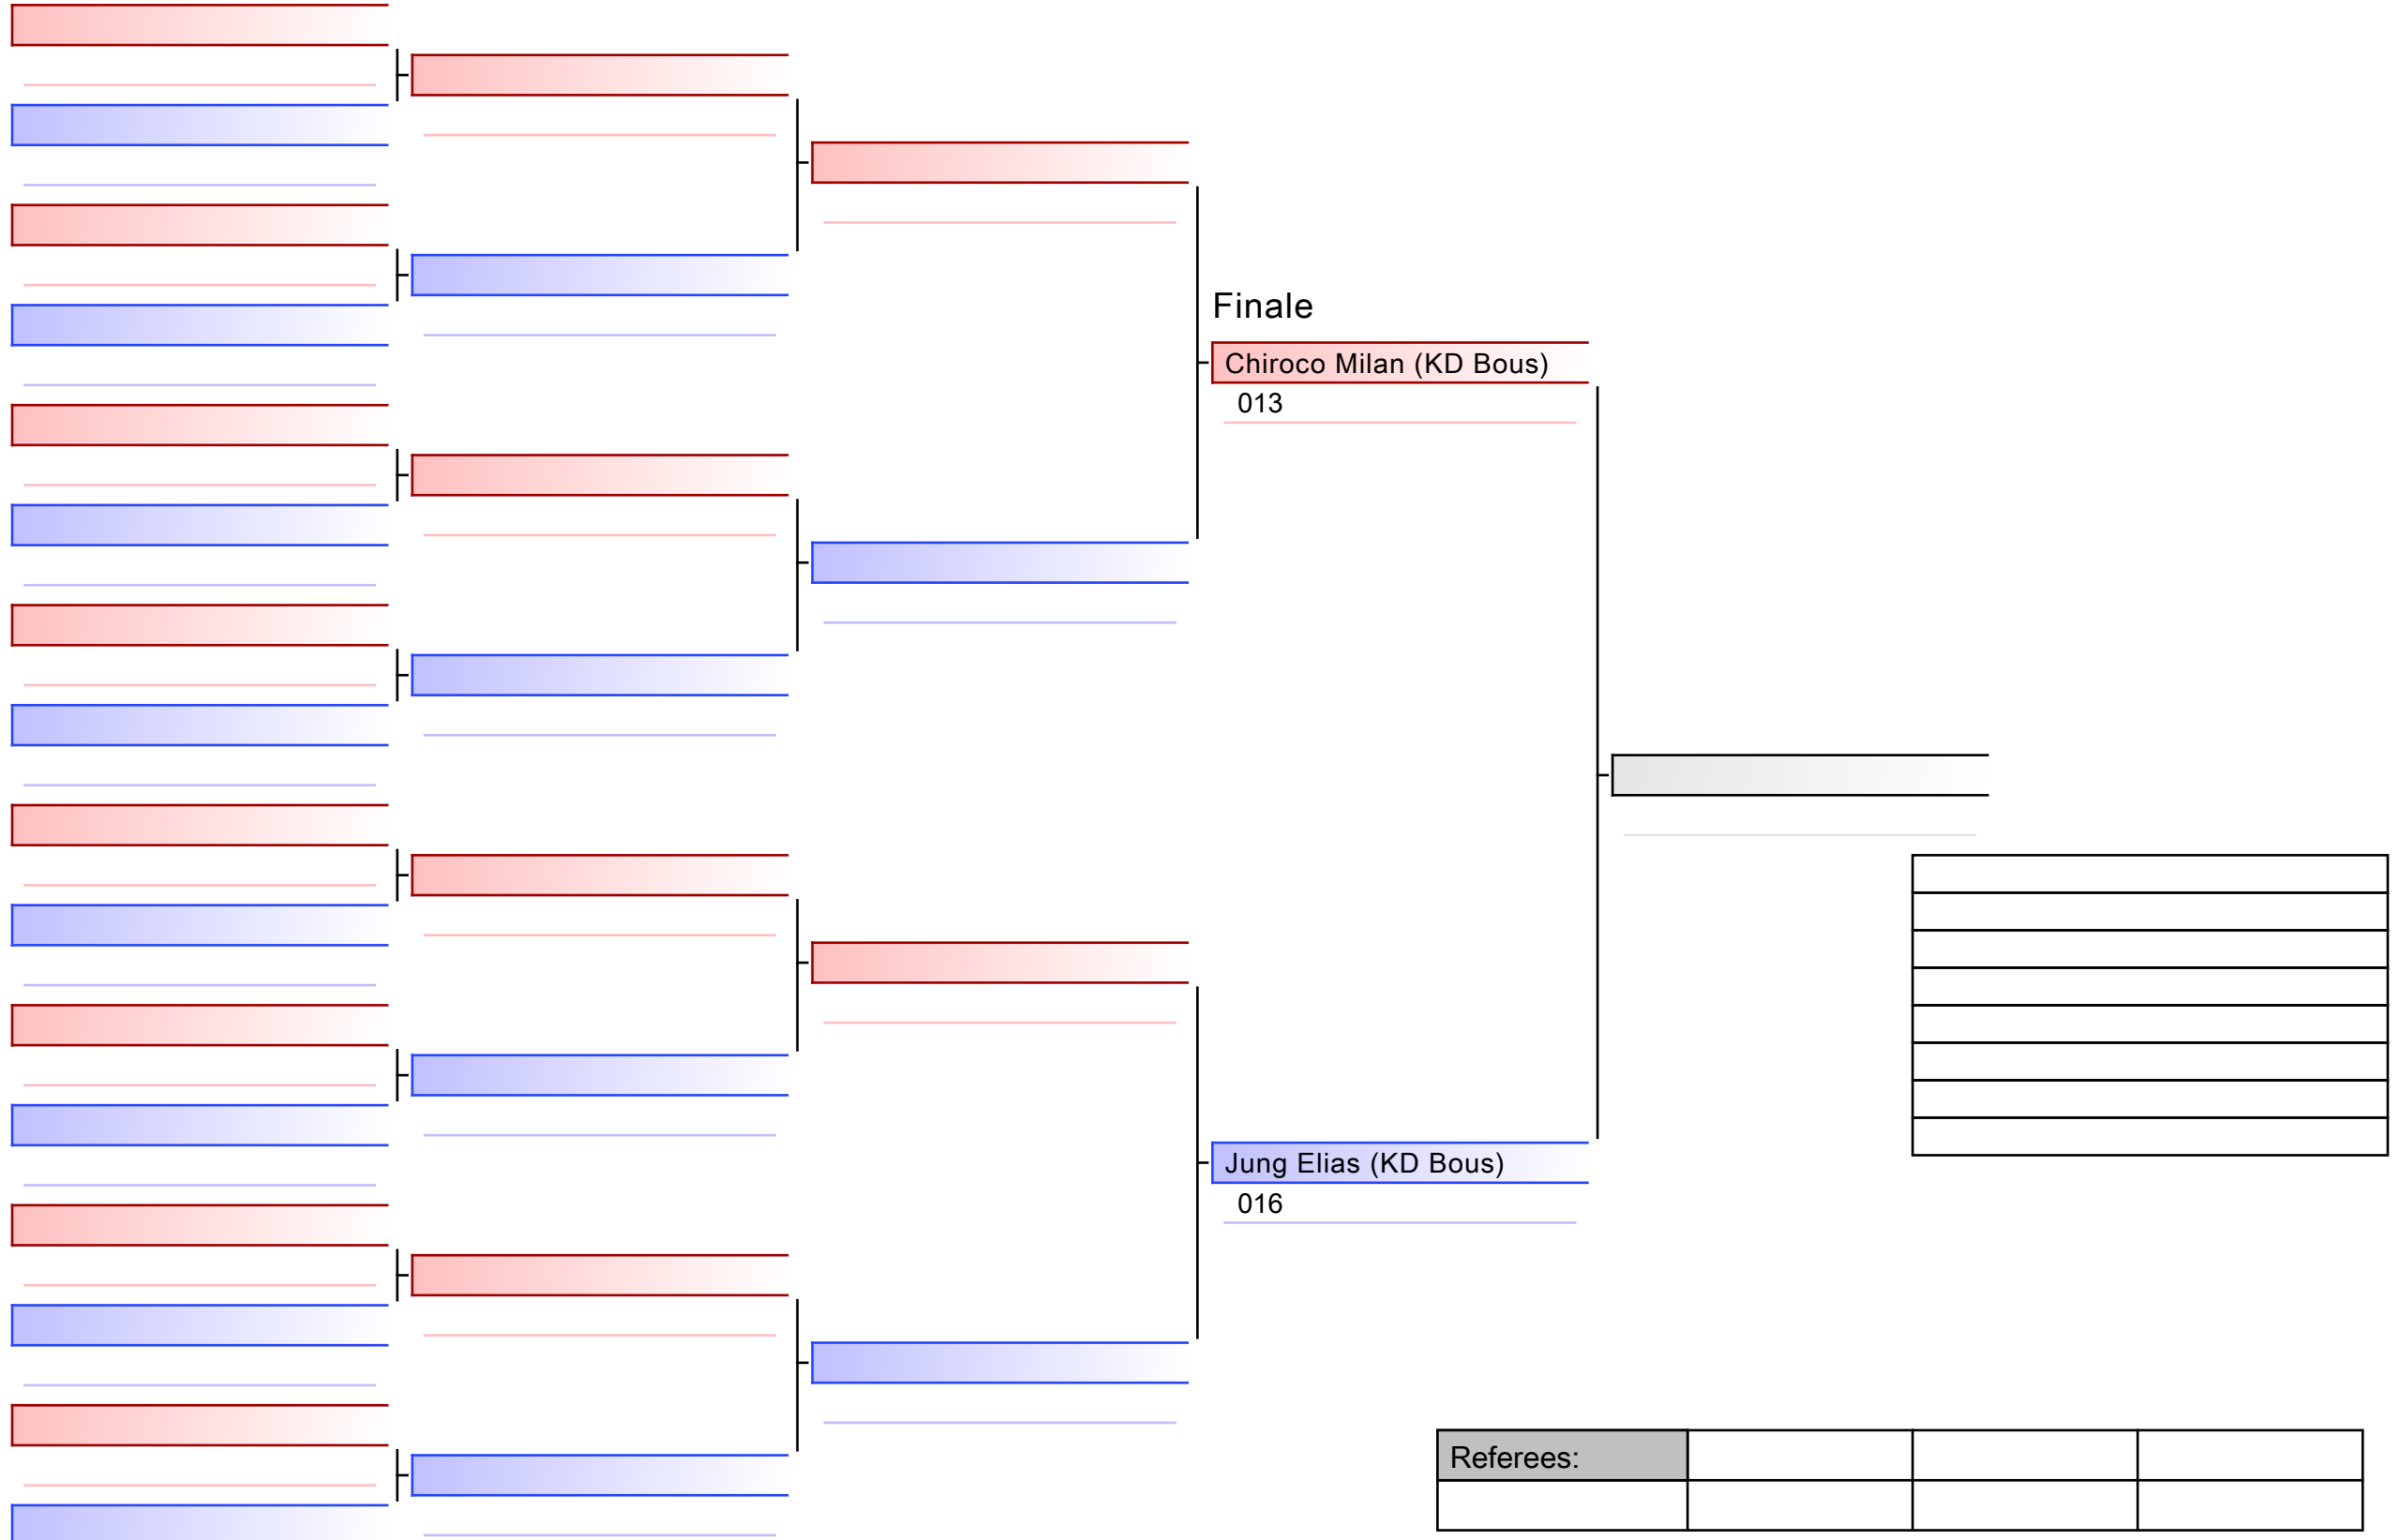 Finale
Chiroco Milan (KD Bous)
013
Jung Elias (KD Bous)
016
Referees: